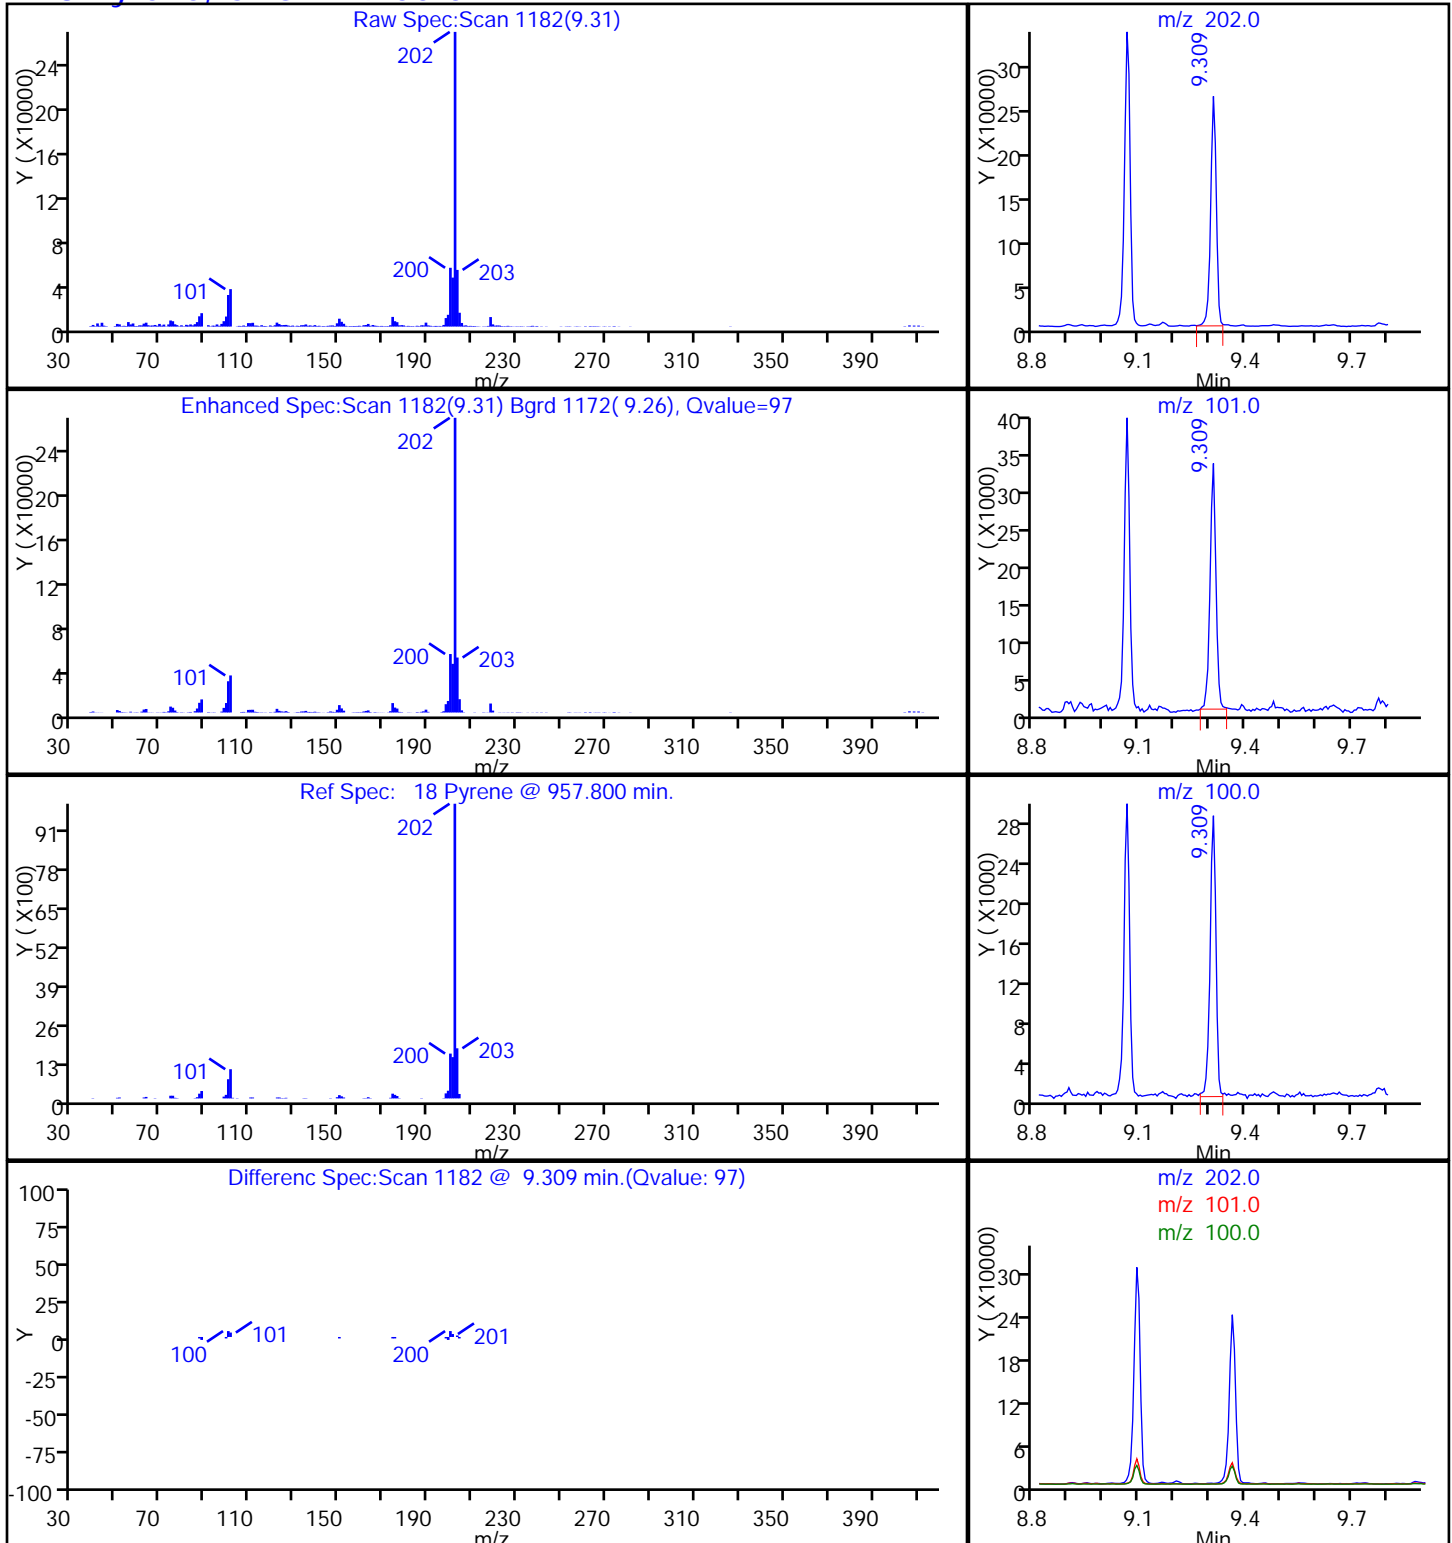 Raw Spec:Scan 1182(9.31)
202
200
203
101
Y ( X10000)
24
20
16
12
8
4
0
30 70 110 150 190 230 270 310 350 390
m/z
m/z 202.0
9.309
Y ( X10000)
30
25
20
15
10
5
0
8.8 9.1 9.4 9.7
Min
Enhanced Spec:Scan 1182(9.31) Bgrd 1172( 9.26), Qvalue=97
202
200
203
101
Y ( X10000)
24
20
16
12
8
4
0
30 70 110 150 190 230 270 310 350 390
m/z
m/z 101.0
9.309
Y ( X1000)
40
35
30
25
20
15
10
5
0
8.8 9.1 9.4 9.7
Min
Ref Spec: 18 Pyrene @ 957.800 min.
202
200
203
101
Y ( X100)
91
78
65
52
39
26
13
0
30 70 110 150 190 230 270 310 350 390
m/z
m/z 100.0
9.309
Y ( X1000)
28
24
20
16
12
8
4
0
8.8 9.1 9.4 9.7
Min
Differenc Spec:Scan 1182 @ 9.309 min.(Qvalue: 97)
100
101
200
201
Y
100
75
50
25
0
-25
-50
-75
-100
30 70 110 150 190 230 270 310 350 390
m/z
m/z 202.0
m/z 101.0
m/z 100.0
Y ( X10000)
30
24
18
12
6
0
8.8 9.1 9.4 9.7
Min